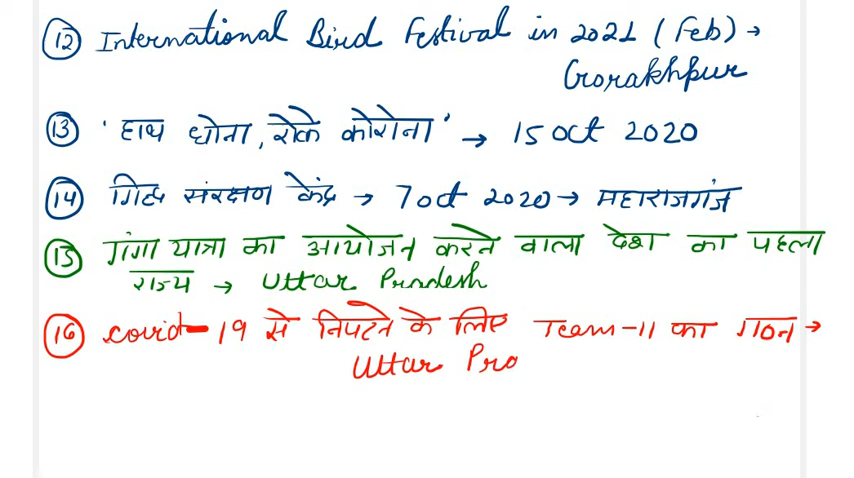 12 International Bird Festival in 2021 (Feb) →
Gorakhpur
13 'हाथ धोना, रोके कोरोना' → 15 Oct 2020
14 गिद्ध संरक्षण केंद्र → 7 oct 2020 → महाराजगंज
15 गंगा यात्रा का आयोजन करने वाला देश का पहला
राज्य → Uttar Pradesh
16 covid-19 से निपटने के लिए Team-11 का गठन →
Uttar Pra